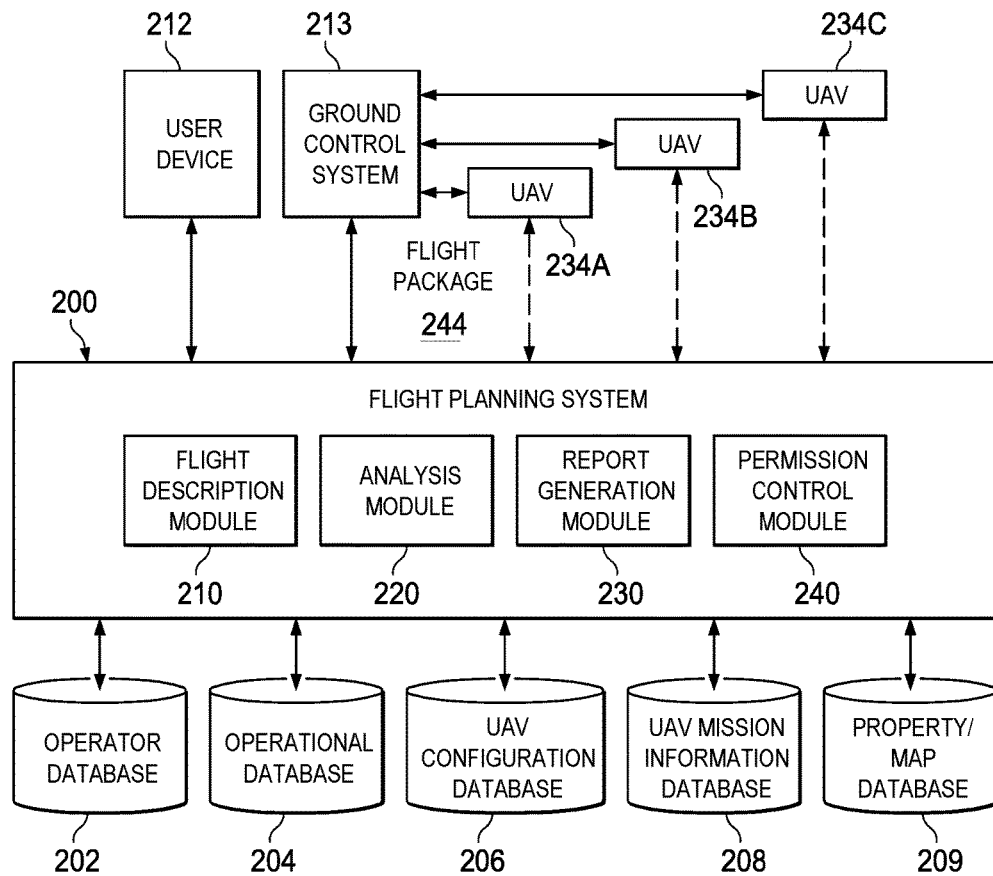 212
213
234C
USER
DEVICE
GROUND
CONTROL
SYSTEM
UAV
UAV
UAV
234B
234A
FLIGHT
PACKAGE
244
200
FLIGHT PLANNING SYSTEM
FLIGHT
DESCRIPTION
MODULE
ANALYSIS
MODULE
REPORT
GENERATION
MODULE
PERMISSION
CONTROL
MODULE
210
220
230
240
OPERATOR
DATABASE
OPERATIONAL
DATABASE
UAV
CONFIGURATION
DATABASE
UAV MISSION
INFORMATION
DATABASE
PROPERTY/
MAP
DATABASE
202
204
206
208
209